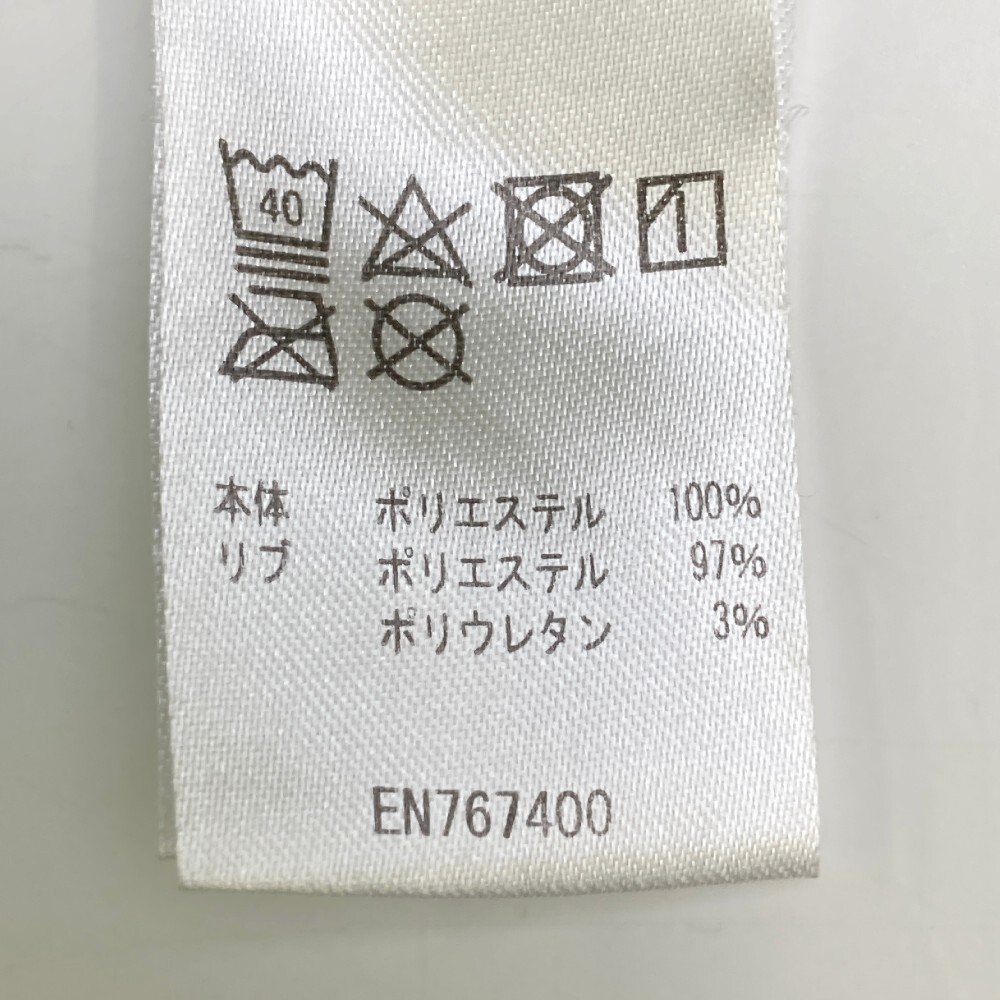 40
本体 ポリエステル 100%
リブ ポリエステル 97%
ポリウレタン 3%
EN767400